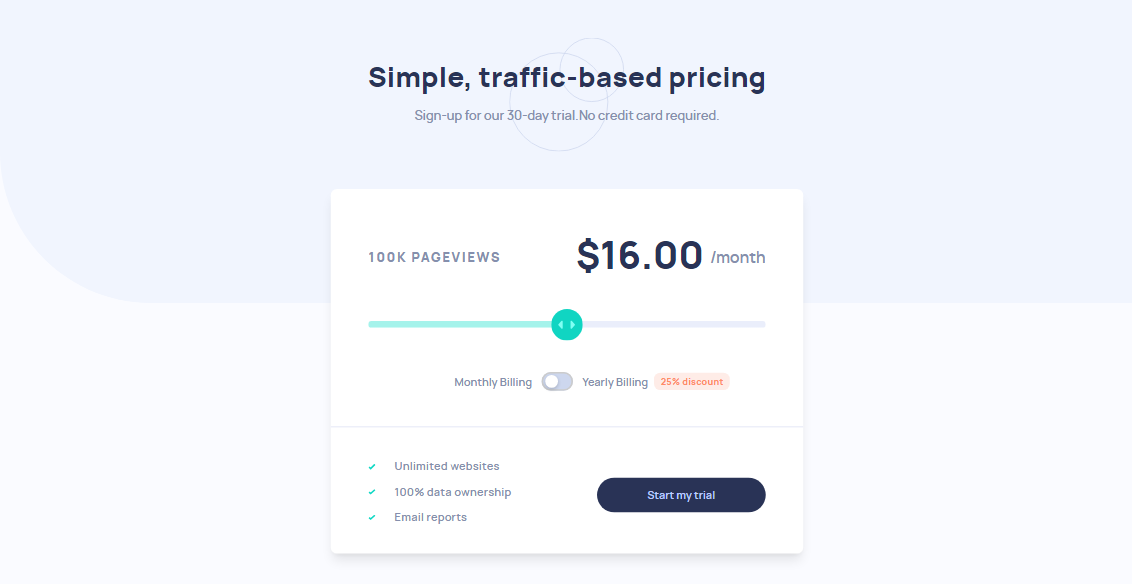 Simple, traffic-based pricing
Sign-up for our 30-day trial.No credit card required.
100K PAGEVIEWS
$16.00 /month
Monthly Billing Yearly Billing 25% discount
Unlimited websites
100% data ownership
Email reports
Start my trial